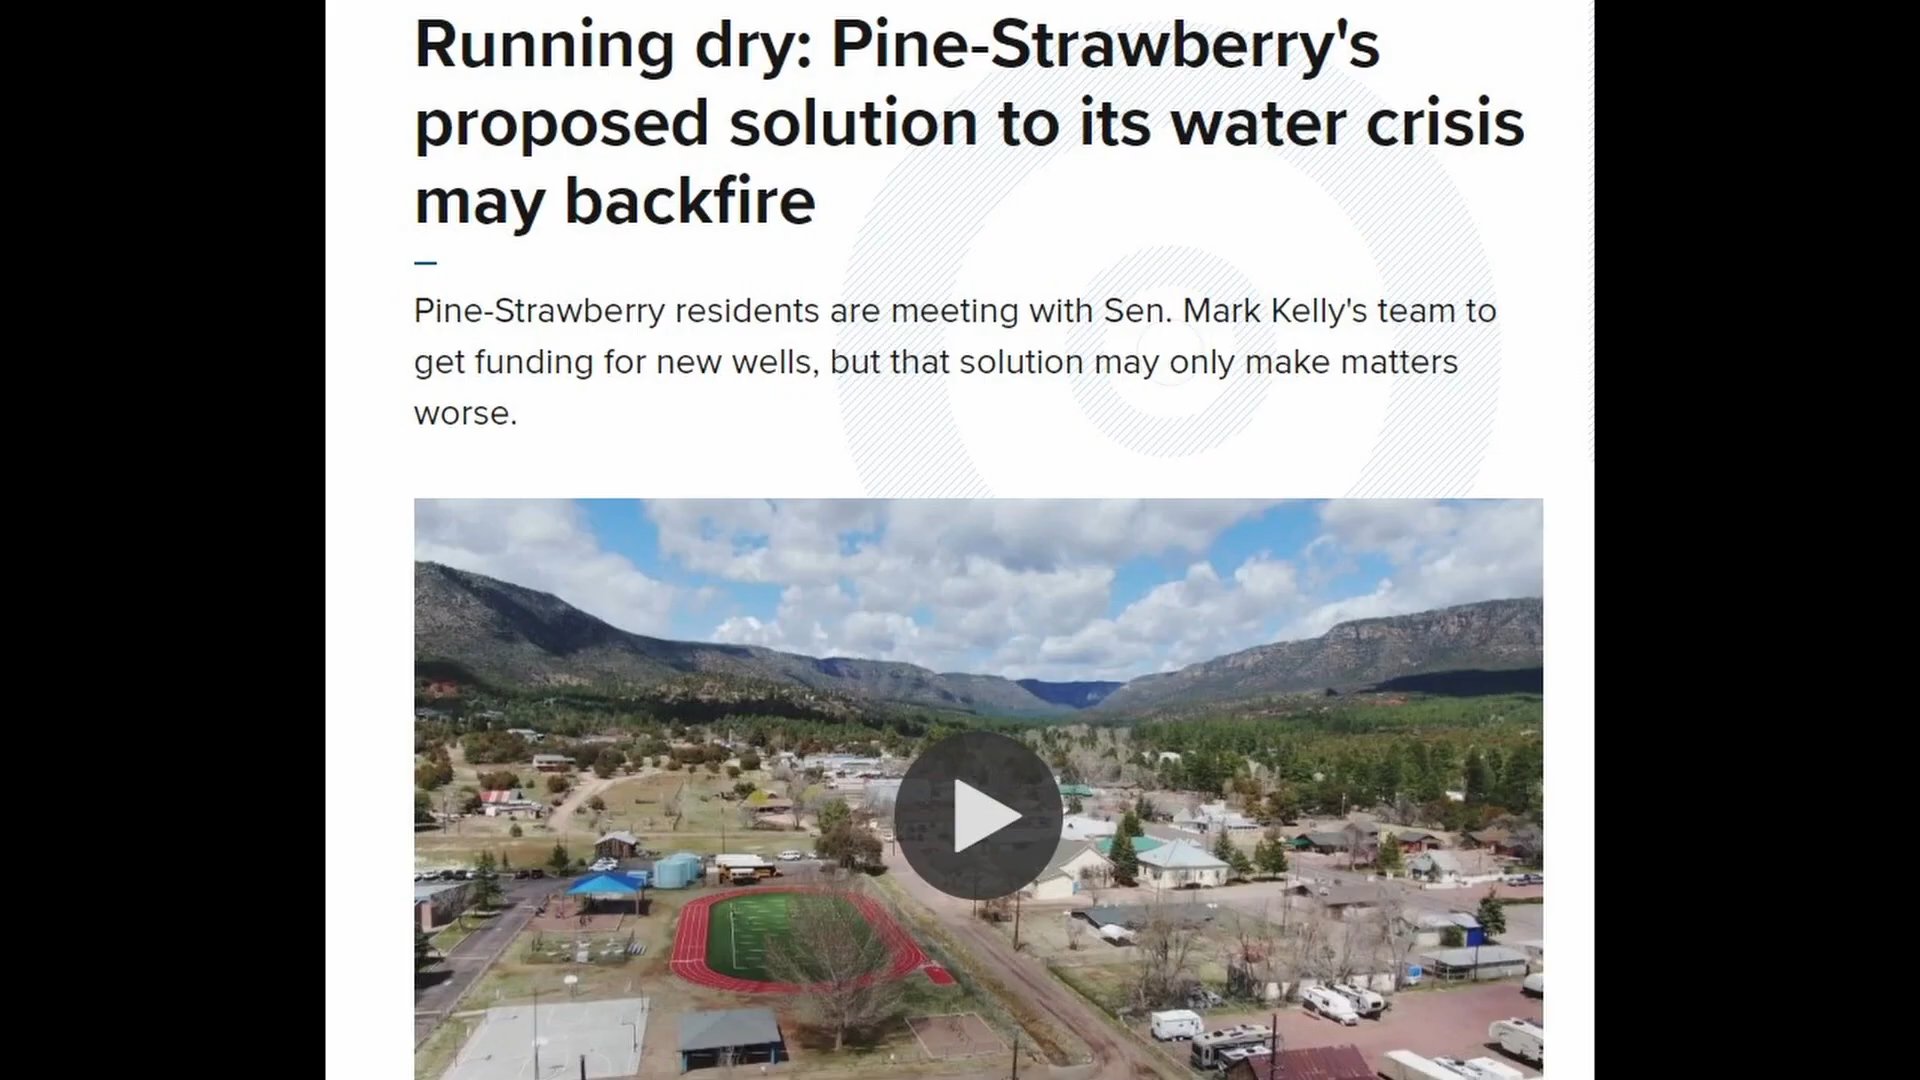 Running dry: Pine-Strawberry's
proposed solution to its water crisis
may backfire
Pine-Strawberry residents are meeting with Sen. Mark Kelly's team to
get funding for new wells, but that solution may only make matters
worse.